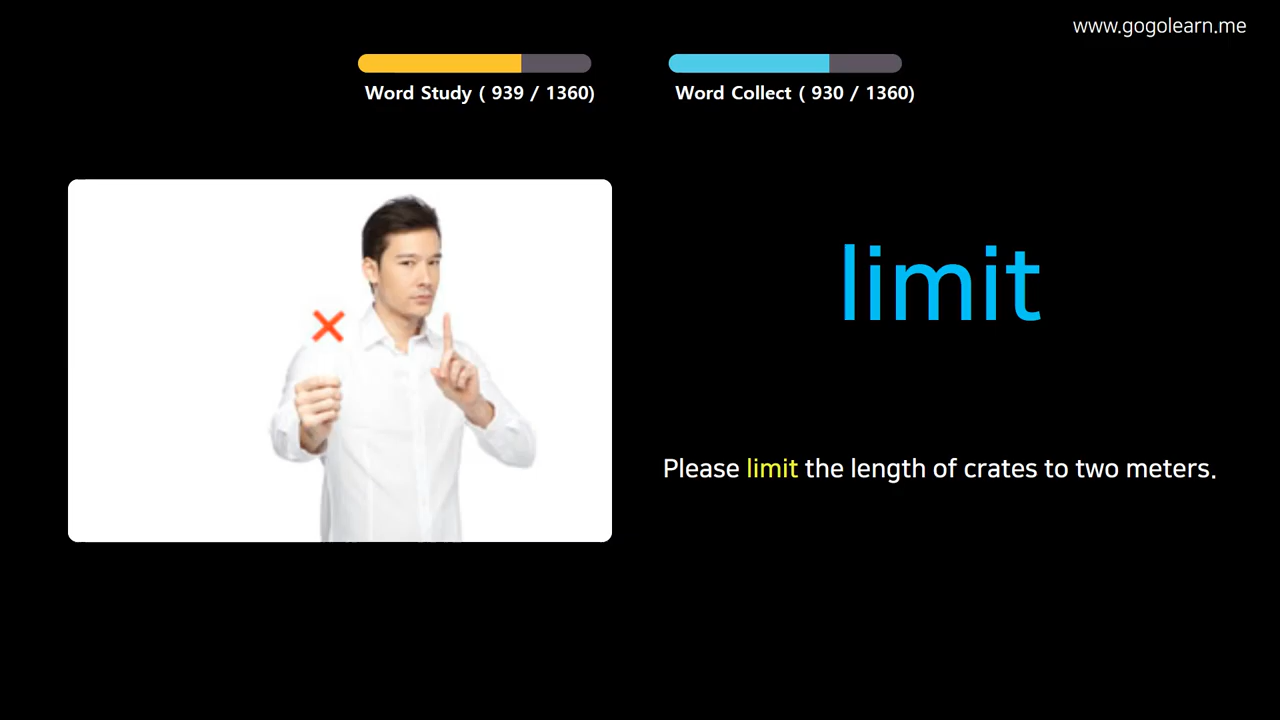 www.gogolearn.me
Word Study ( 939 / 1360)
Word Collect ( 930 / 1360)
limit
Please limit the length of crates to two meters.